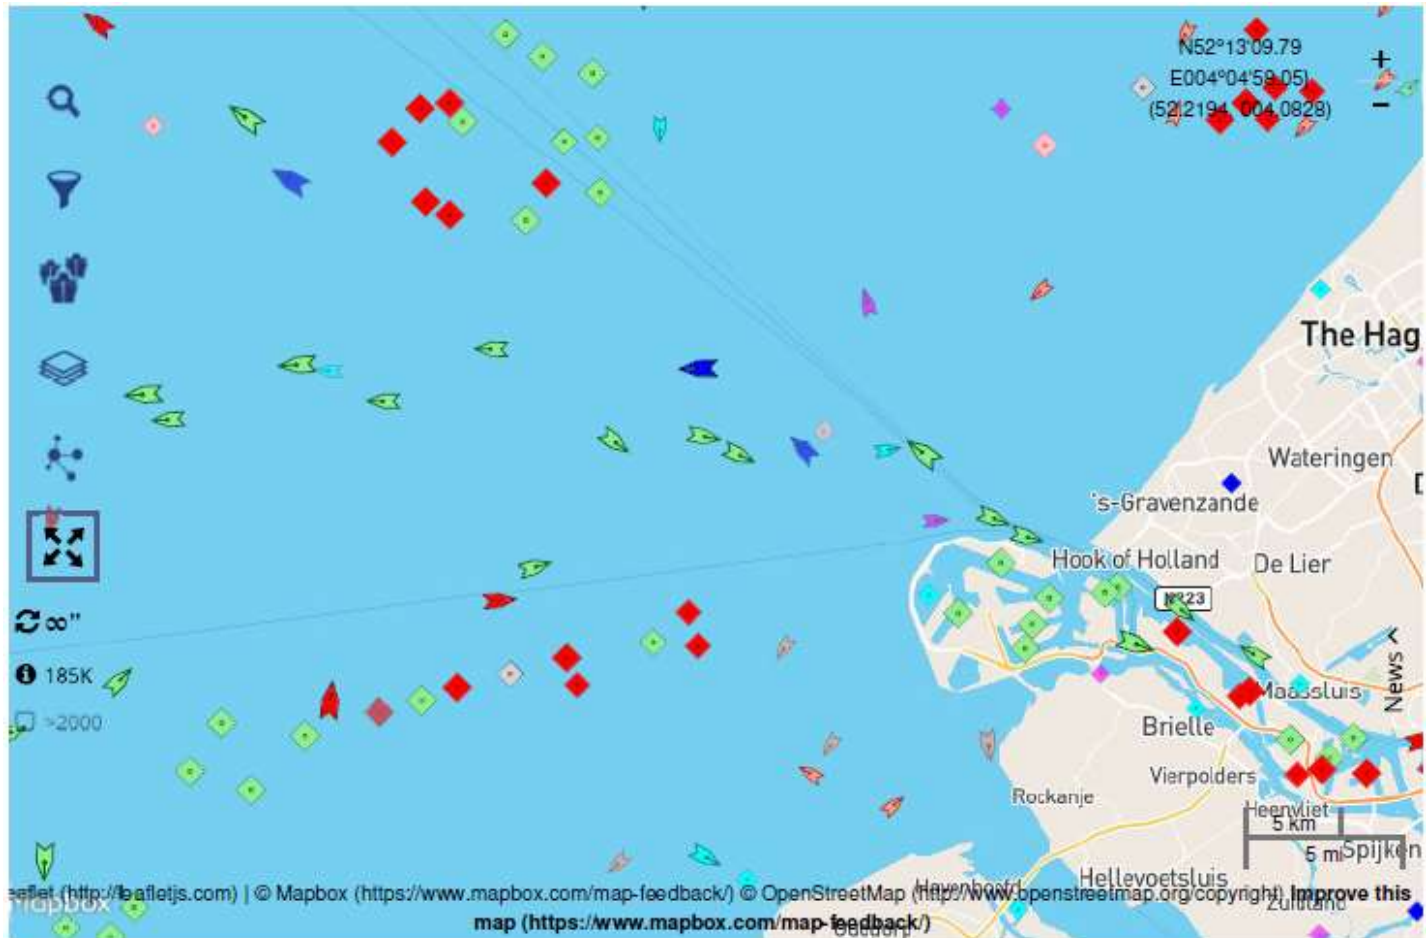 N52°13'09.79
E004°04'59.05)
(52.2194, 004.0828)
+
-
The Hag
Wateringen
's-Gravenzande
Hook of Holland
De Lier
N223
∞"
185K
>2000
News
Maassluis
Brielle
Vierpolders
Rockanje
Heenvliet
5 km
5 mi
Spijken
Hellevoetsluis
Zuidland
mapbox
eaflet (http://leafletjs.com) | © Mapbox (https://www.mapbox.com/map-feedback/) © OpenStreetMap (http://www.openstreetmap.org/copyright) Improve this
map (https://www.mapbox.com/map-feedback/)